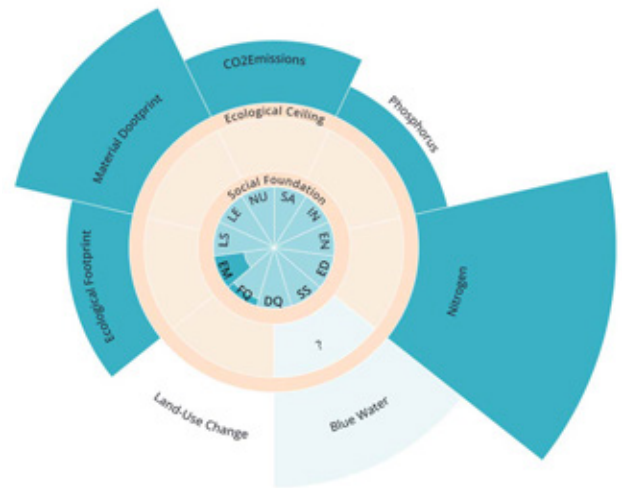 CO2Emissions
Phosphorus
Nitrogen
Blue Water
Land-Use Change
Ecological Footprint
Material Dootprint
Ecological Ceiling
Social Foundation
SA
IN
EN
ED
SS
DQ
EQ
EM
LS
LE
NU
?